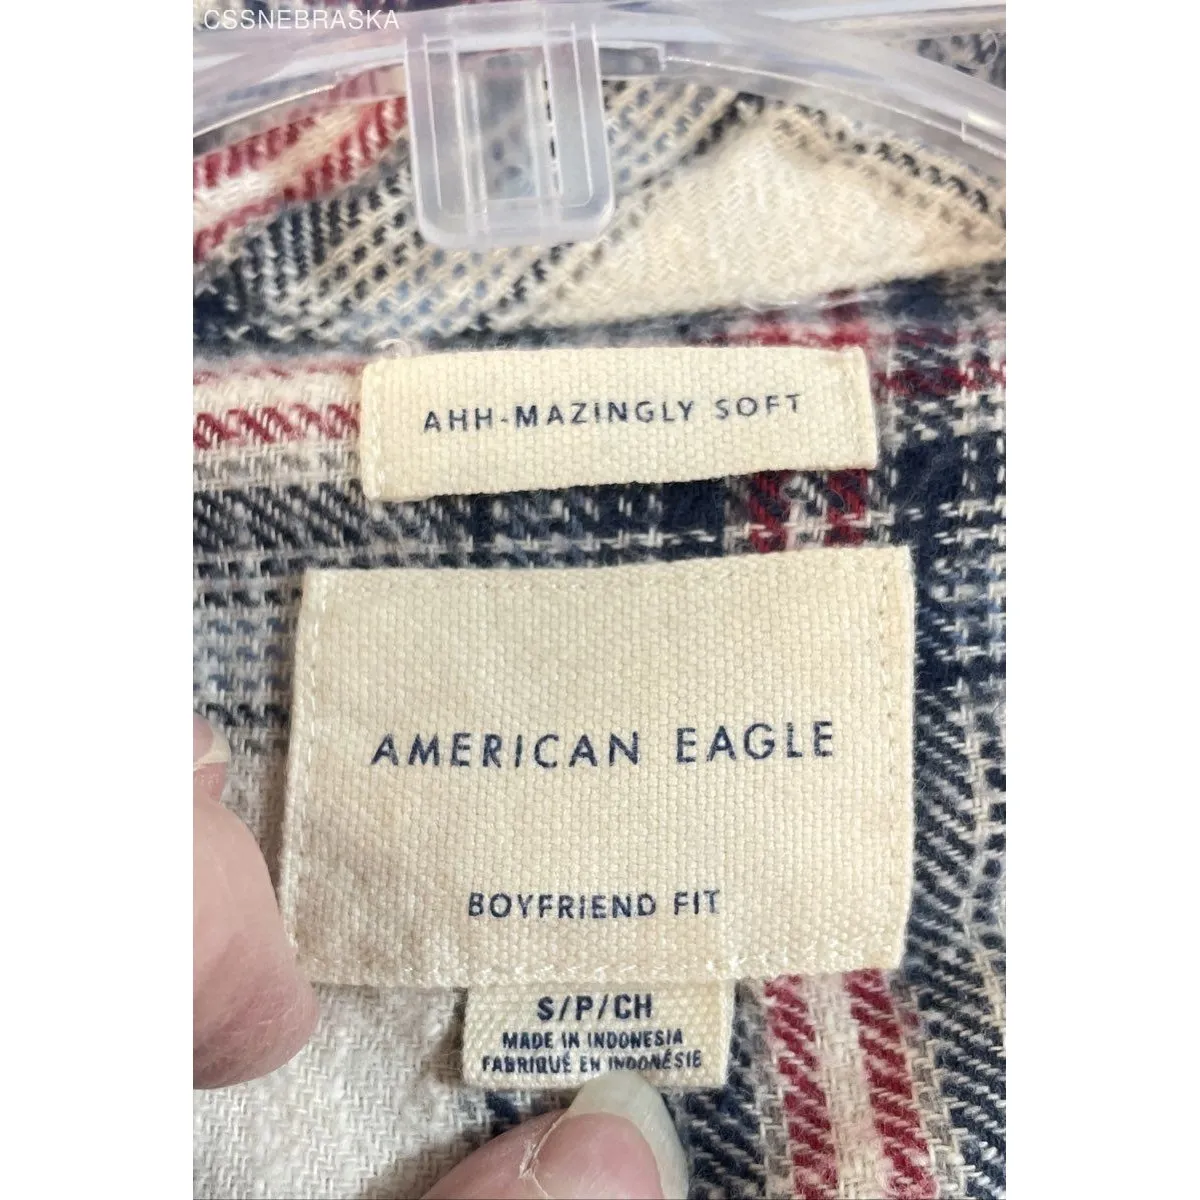 CSSNEBRASKA
AHH-MAZINGLY SOFT
AMERICAN EAGLE
BOYFRIEND FIT
S/P/CH
MADE IN INDONESIA
FABRIQUÉ EN INDONÉSIE